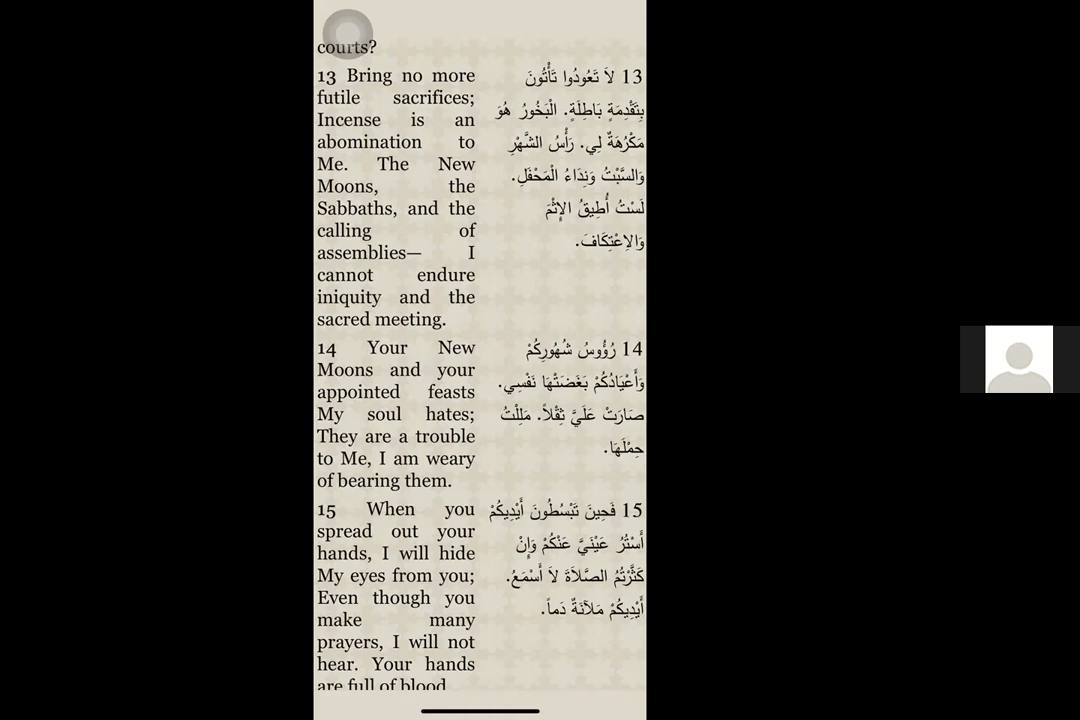 courts?
13 Bring no more
futile sacrifices;
Incense is an
abomination to
Me. The New
Moons, the
Sabbaths, and the
calling of
assemblies— I
cannot endure
iniquity and the
sacred meeting.
13 لاَ تَعُودُوا تَأْتُونَ
بِتَقْدِمَةٍ بَاطِلَةٍ. الْبَخُورُ هُوَ
مَكْرُهَةٌ لِي. رَأْسُ الشَّهْرِ
وَالسَّبْتُ وَنِدَاءُ الْمَحْفَلِ.
لَسْتُ أُطِيقُ الإِثْمَ
وَالاِعْتِكَافَ.
14 Your New
Moons and your
appointed feasts
My soul hates;
They are a trouble
to Me, I am weary
of bearing them.
14 رُؤُوسُ شُهُورِكُمْ
وَأَعْيَادُكُمْ بَغَضَتْهَا نَفْسِي.
صَارَتْ عَلَيَّ ثِقْلاً. مَلِلْتُ
حِمْلَهَا.
15 When you
spread out your
hands, I will hide
My eyes from you;
Even though you
make many
prayers, I will not
hear. Your hands
are full of blood
15 فَحِينَ تَبْسُطُونَ أَيْدِيكُمْ
أَسْتُرُ عَيْنَيَّ عَنْكُمْ وَإِنْ
كَثَّرْتُمُ الصَّلاَةَ لاَ أَسْمَعُ.
أَيْدِيكُمْ مَلآنَةٌ دَماً.